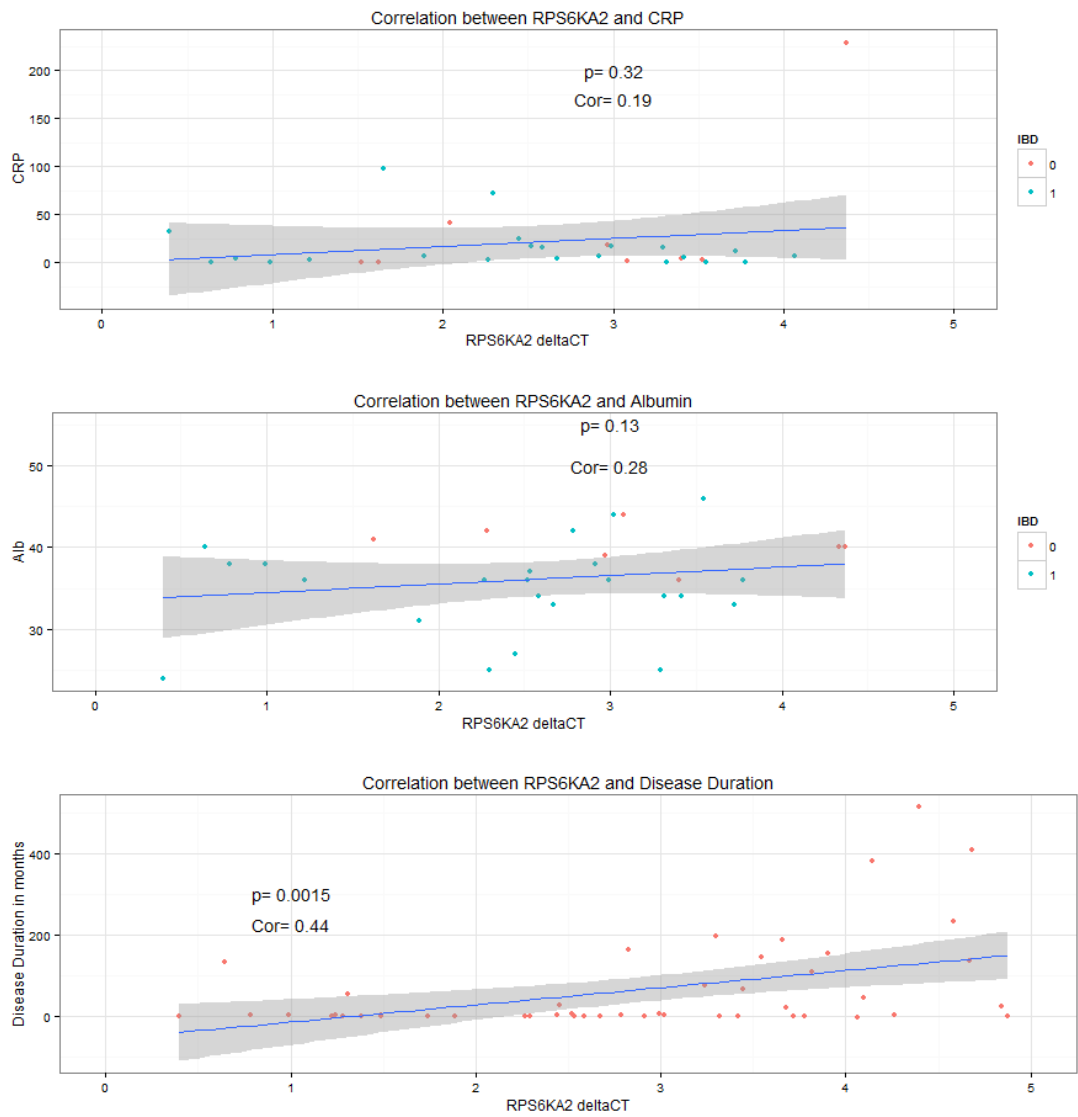 Correlation between RPS6KA2 and CRP
p= 0.32
Cor= 0.19
200
150
100
50
0
CRP
0 1 2 3 4 5
RPS6KA2 deltaCT
IBD
0
1
Correlation between RPS6KA2 and Albumin
p= 0.13
Cor= 0.28
50
40
30
Alb
0 1 2 3 4 5
RPS6KA2 deltaCT
IBD
0
1
Correlation between RPS6KA2 and Disease Duration
p= 0.0015
Cor= 0.44
400
200
0
Disease Duration in months
0 1 2 3 4 5
RPS6KA2 deltaCT